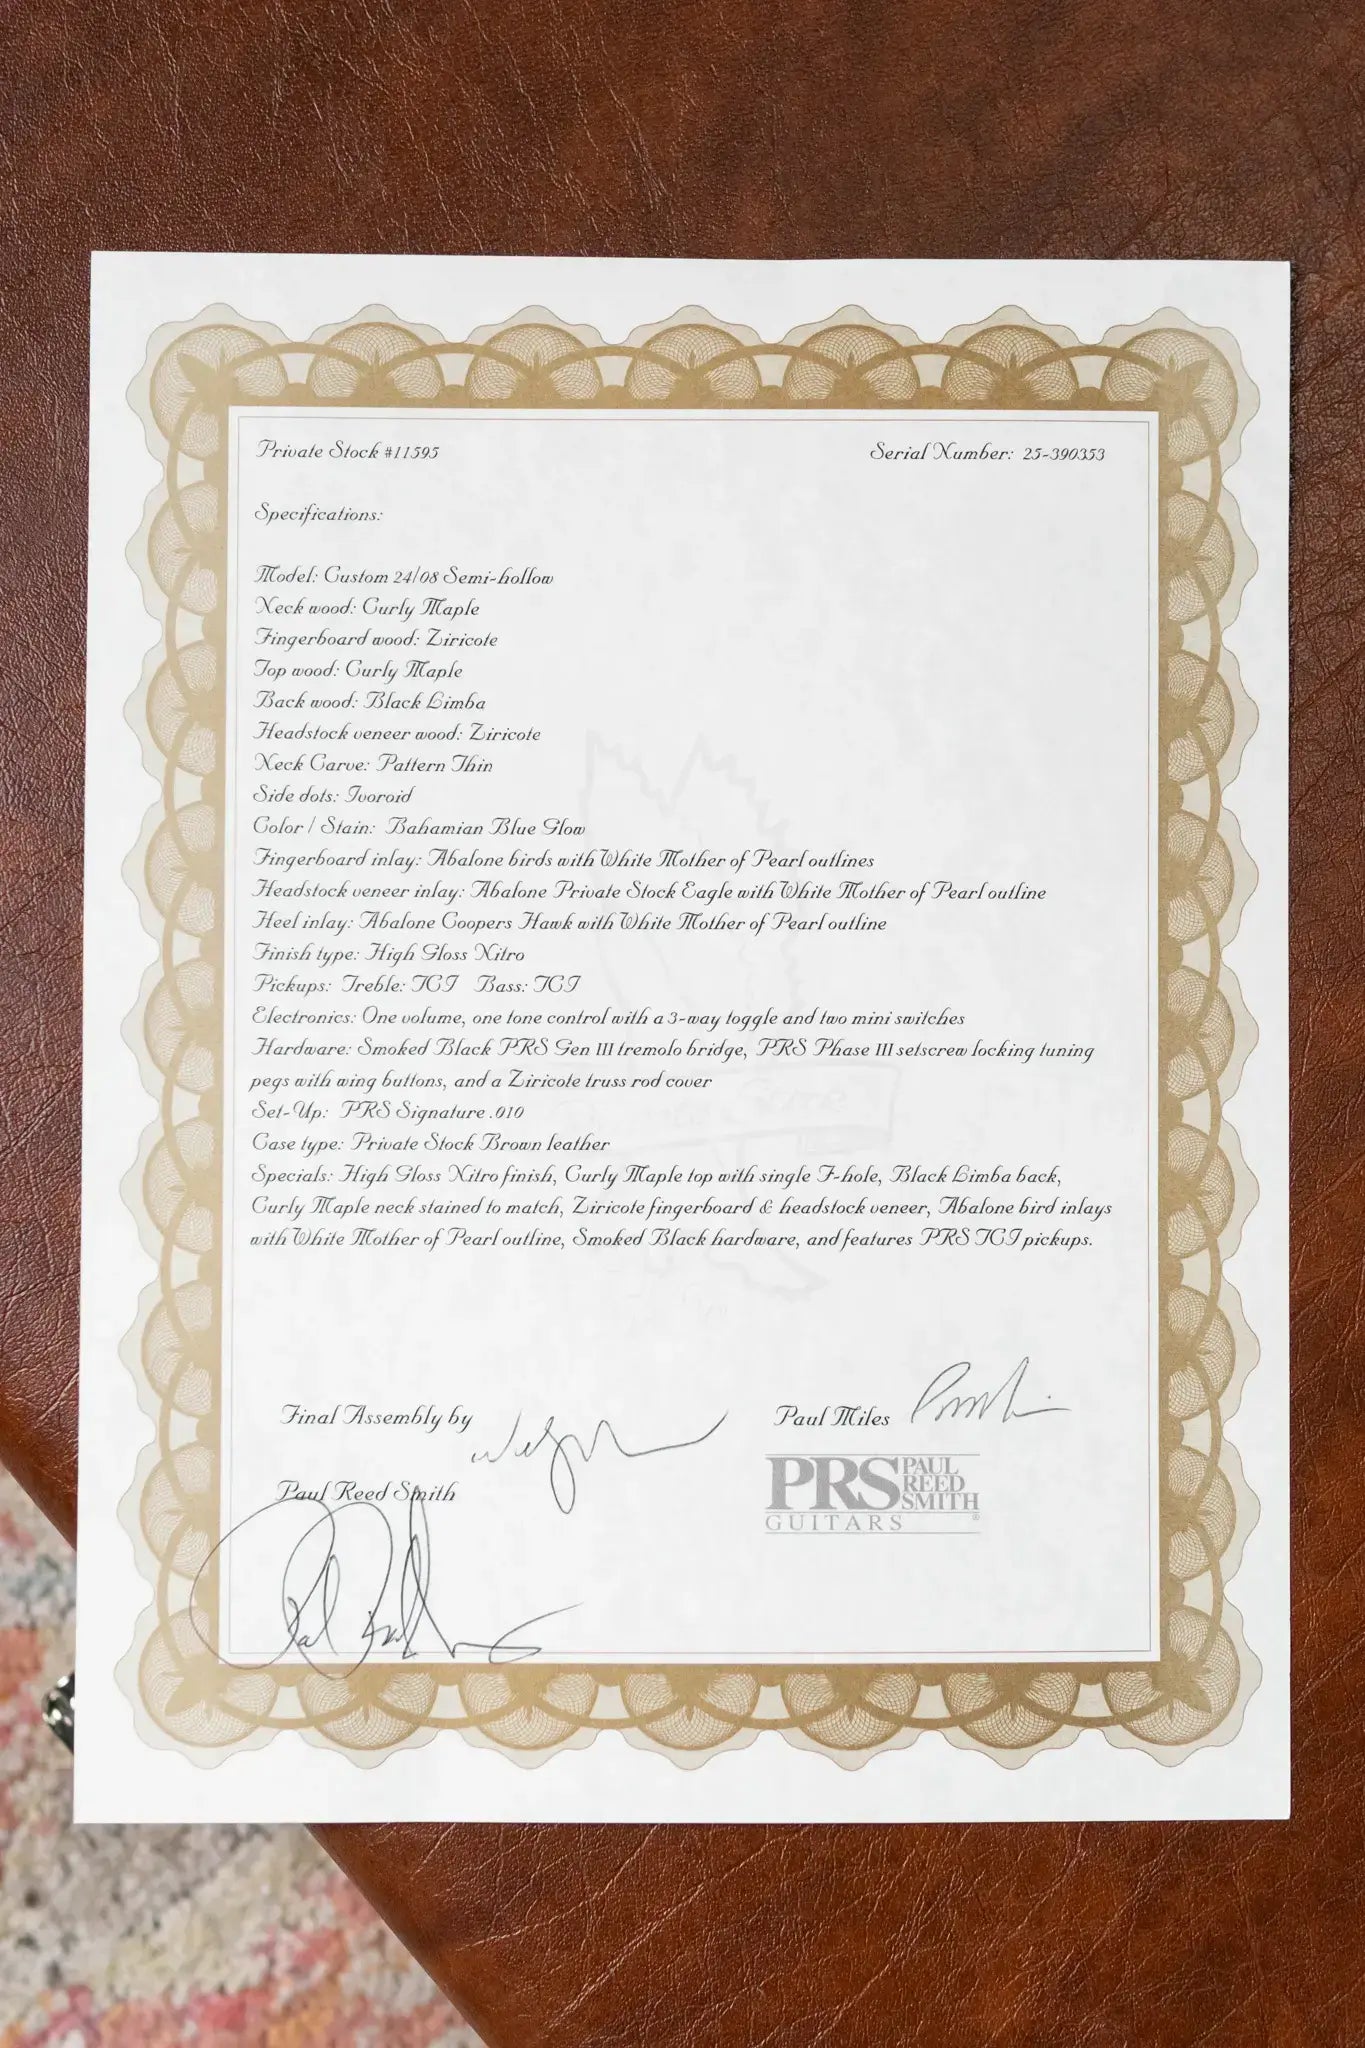 Private Stock #11595
Serial Number: 25-390353
Specifications:
Model: Custom 24/08 Semi-hollow
Neck wood: Curly Maple
Fingerboard wood: Ziricote
Top wood: Curly Maple
Back wood: Black Limba
Headstock veneer wood: Ziricote
Neck Carve: Pattern Thin
Side dots: Ivoroid
Color / Stain: Bahamian Blue Glow
Fingerboard inlay: Abalone birds with White Mother of Pearl outlines
Headstock veneer inlay: Abalone Private Stock Eagle with White Mother of Pearl outline
Heel inlay: Abalone Coopers Hawk with White Mother of Pearl outline
Finish type: High Gloss Nitro
Pickups: Treble: TCI Bass: TCI
Electronics: One volume, one tone control with a 3-way toggle and two mini switches
Hardware: Smoked Black PRS Gen III tremolo bridge, PRS Phase III setscrew locking tuning
pegs with wing buttons, and a Ziricote truss rod cover
Set-Up: PRS Signature .010
Case type: Private Stock Brown leather
Specials: High Gloss Nitro finish, Curly Maple top with single F-hole, Black Limba back,
Curly Maple neck stained to match, Ziricote fingerboard & headstock veneer, Abalone bird inlays
with White Mother of Pearl outline, Smoked Black hardware, and features PRS TCI pickups.
Final Assembly by
Paul Miles
Paul Reed Smith
PRS PAUL REED SMITH
GUITARS ®